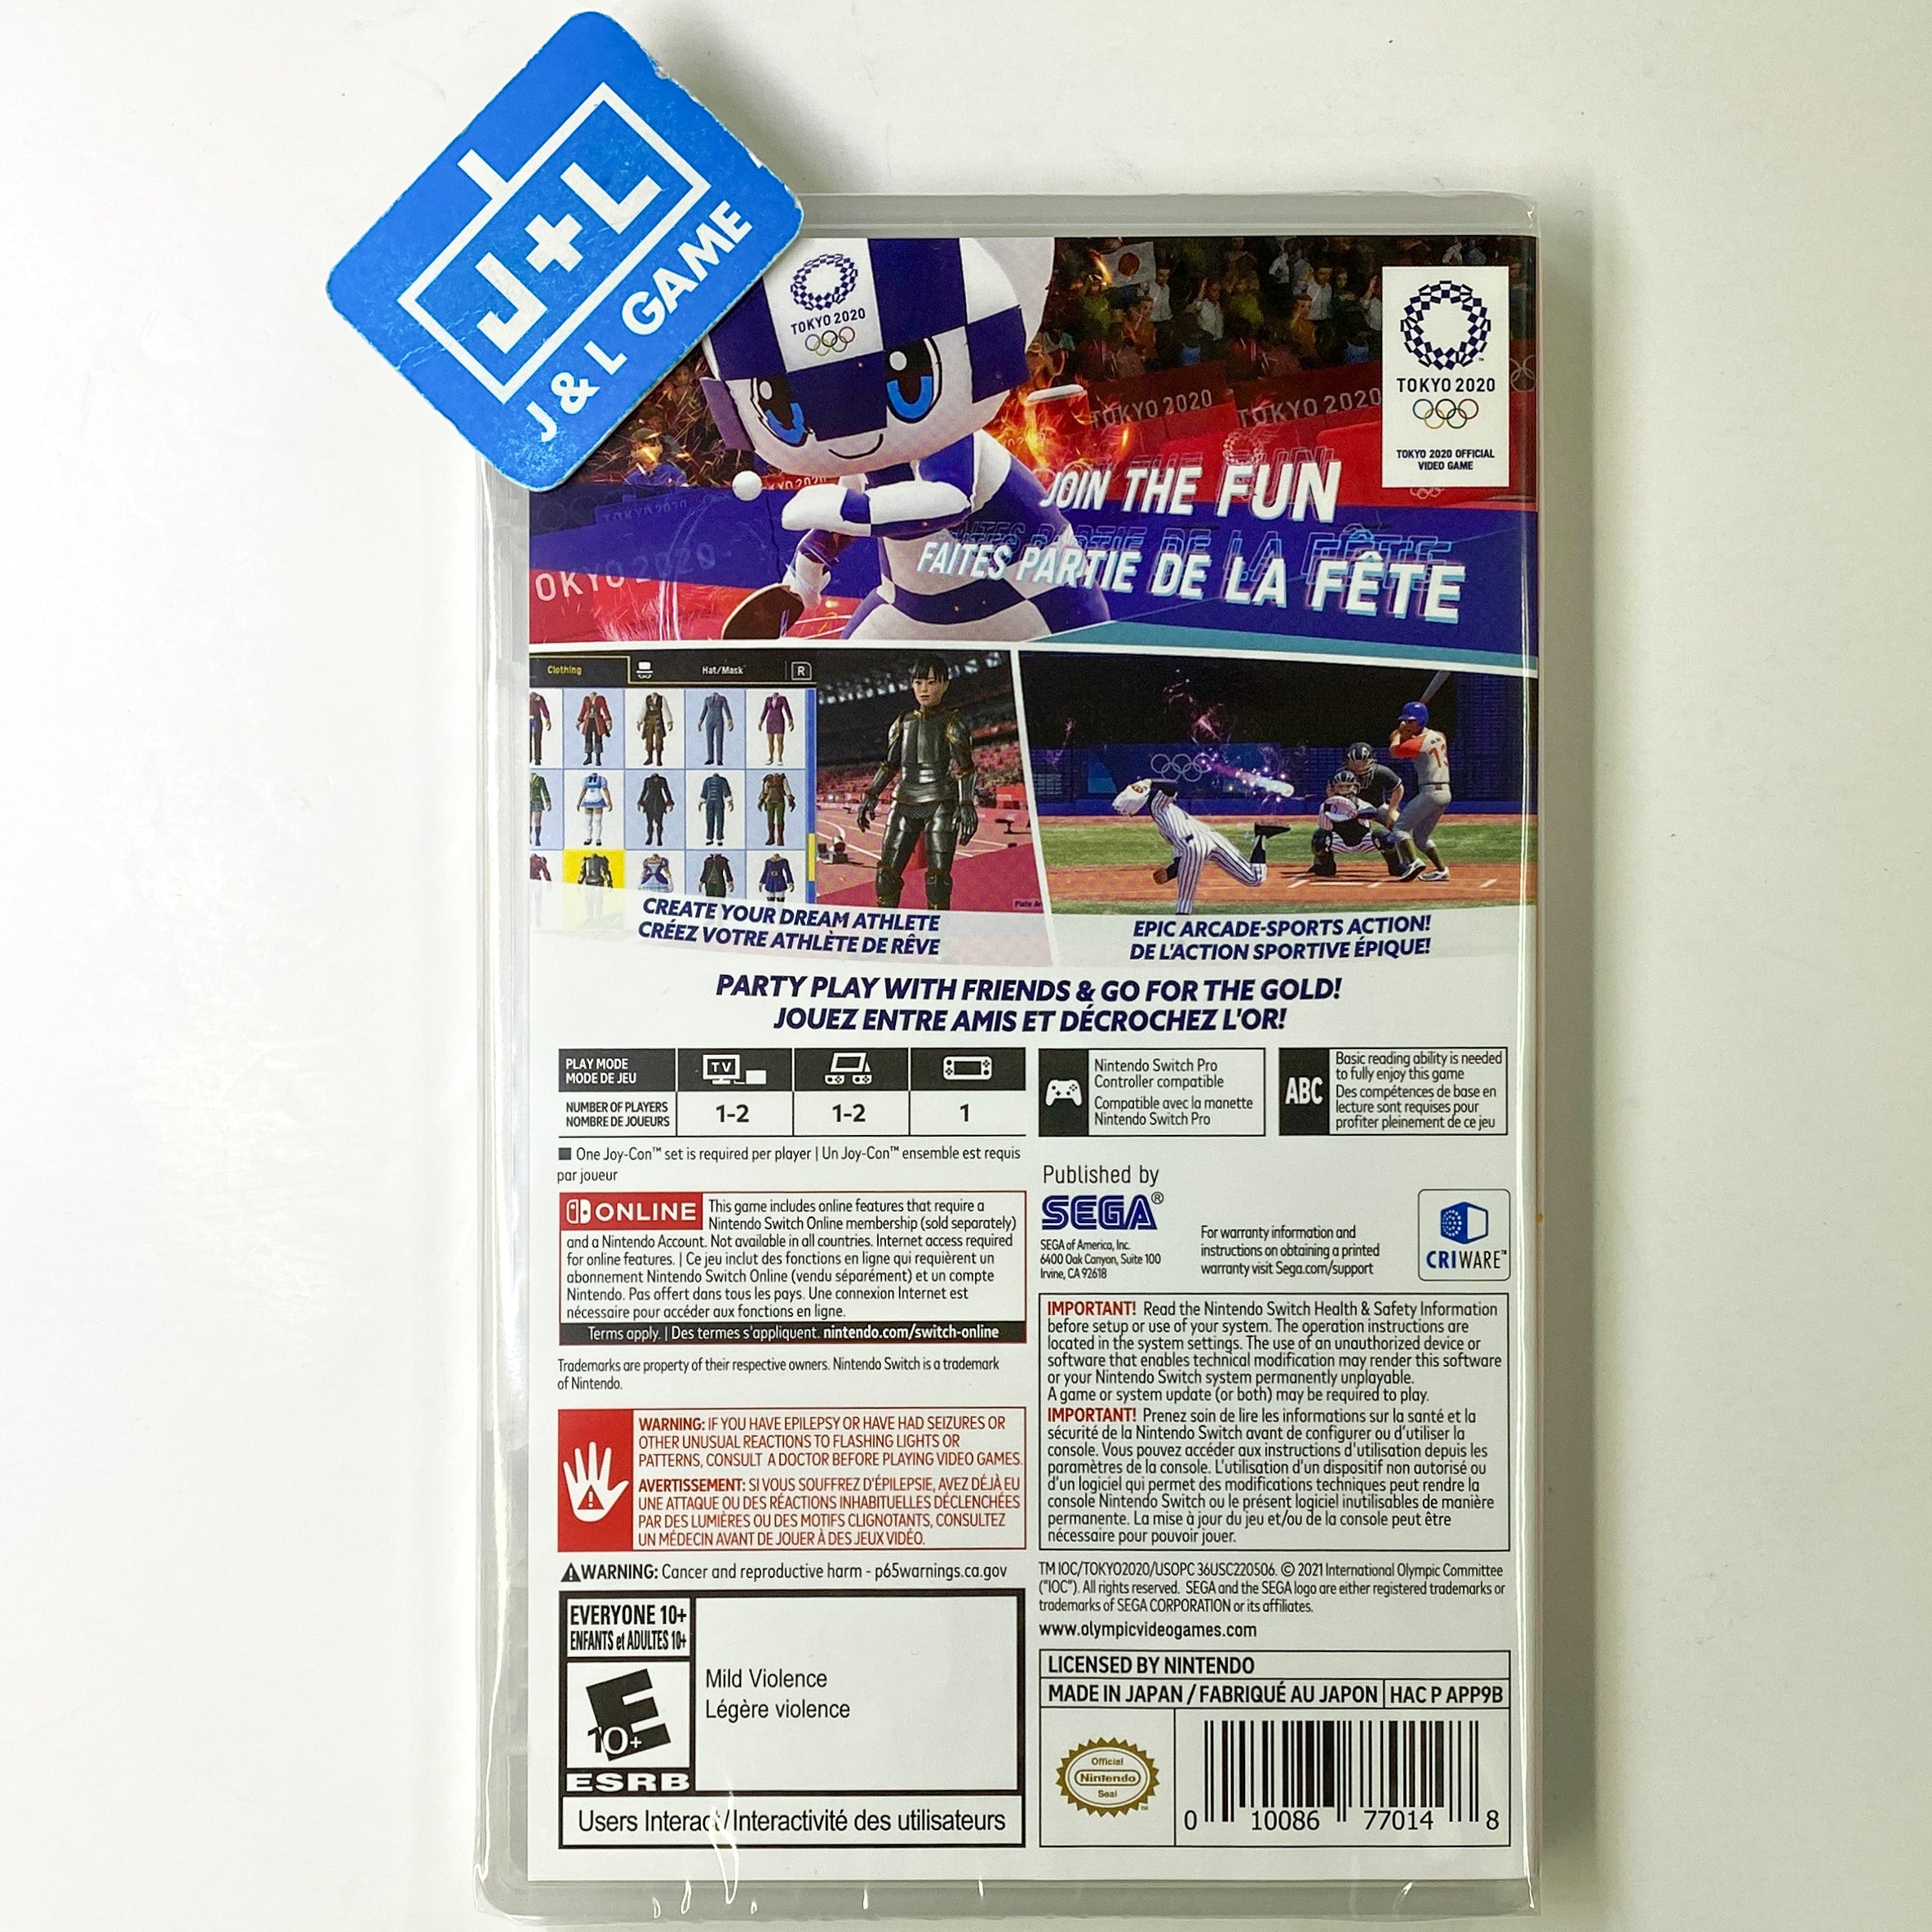 J+L
J & L GAME
TOKYO 2020
TOKYO 2020
TOKYO 2020
TOKYO 2020
TOKYO 2020 OFFICIAL
VIDEO GAME
TOKYO 2020
JOIN THE FUN
FAITES PARTIE DE LA FÊTE
OKYO 2020
Clothing
Hat/Mask
R
13
CREATE YOUR DREAM ATHLETE
CRÉEZ VOTRE ATHLÈTE DE RÊVE
EPIC ARCADE-SPORTS ACTION!
DE L'ACTION SPORTIVE ÉPIQUE!
PARTY PLAY WITH FRIENDS & GO FOR THE GOLD!
JOUEZ ENTRE AMIS ET DÉCROCHEZ L'OR!
PLAY MODE
MODE DE JEU
TV
NUMBER OF PLAYERS
NOMBRE DE JOUEURS
1-2
1-2
1
Nintendo Switch Pro
Controller compatible
Compatible avec la manette
Nintendo Switch Pro
ABC
Basic reading ability is needed
to fully enjoy this game
Des compétences de base en
lecture sont requises pour
profiter pleinement de ce jeu
One Joy-Con™ set is required per player | Un Joy-Con™ ensemble est requis
par joueur
ONLINE
This game includes online features that require a
Nintendo Switch Online membership (sold separately)
and a Nintendo Account. Not available in all countries. Internet access required
for online features. | Ce jeu inclut des fonctions en ligne qui requièrent un
abonnement Nintendo Switch Online (vendu séparément) et un compte
Nintendo. Pas offert dans tous les pays. Une connexion Internet est
nécessaire pour accéder aux fonctions en ligne.
Terms apply. | Des termes s'appliquent. nintendo.com/switch-online
Trademarks are property of their respective owners. Nintendo Switch is a trademark
of Nintendo.
WARNING: IF YOU HAVE EPILEPSY OR HAVE HAD SEIZURES OR
OTHER UNUSUAL REACTIONS TO FLASHING LIGHTS OR
PATTERNS, CONSULT A DOCTOR BEFORE PLAYING VIDEO GAMES.
AVERTISSEMENT: SI VOUS SOUFFREZ D'ÉPILEPSIE, AVEZ DÉJÀ EU
UNE ATTAQUE OU DES RÉACTIONS INHABITUELLES DÉCLENCHÉES
PAR DES LUMIÈRES OU DES MOTIFS CLIGNOTANTS, CONSULTEZ
UN MÉDECIN AVANT DE JOUER À DES JEUX VIDÉO.
WARNING: Cancer and reproductive harm - p65warnings.ca.gov
EVERYONE 10+
ENFANTS et ADULTES 10+
E
10+
ESRB
Mild Violence
Légère violence
Users Interact/Interactivité des utilisateurs
Published by
SEGA®
SEGA of America, Inc.
6400 Oak Canyon, Suite 100
Irvine, CA 92618
For warranty information and
instructions on obtaining a printed
warranty visit Sega.com/support
CRIWARE™
IMPORTANT! Read the Nintendo Switch Health & Safety Information
before setup or use of your system. The operation instructions are
located in the system settings. The use of an unauthorized device or
software that enables technical modification may render this software
or your Nintendo Switch system permanently unplayable.
A game or system update (or both) may be required to play.
IMPORTANT! Prenez soin de lire les informations sur la santé et la
sécurité de la Nintendo Switch avant de configurer ou d'utiliser la
console. Vous pouvez accéder aux instructions d'utilisation depuis les
paramètres de la console. L'utilisation d'un dispositif non autorisé ou
d'un logiciel qui permet des modifications techniques peut rendre la
console Nintendo Switch ou le présent logiciel inutilisables de manière
permanente. La mise à jour du jeu et/ou de la console peut être
nécessaire pour pouvoir jouer.
TM IOC/TOKYO2020/USOPC 36USC220506. © 2021 International Olympic Committee
("IOC"). All rights reserved. SEGA and the SEGA logo are either registered trademarks or
trademarks of SEGA CORPORATION or its affiliates.
www.olympicvideogames.com
LICENSED BY NINTENDO
MADE IN JAPAN / FABRIQUÉ AU JAPON
HAC P APP9B
Official
Nintendo
Seal
0 10086 77014 8